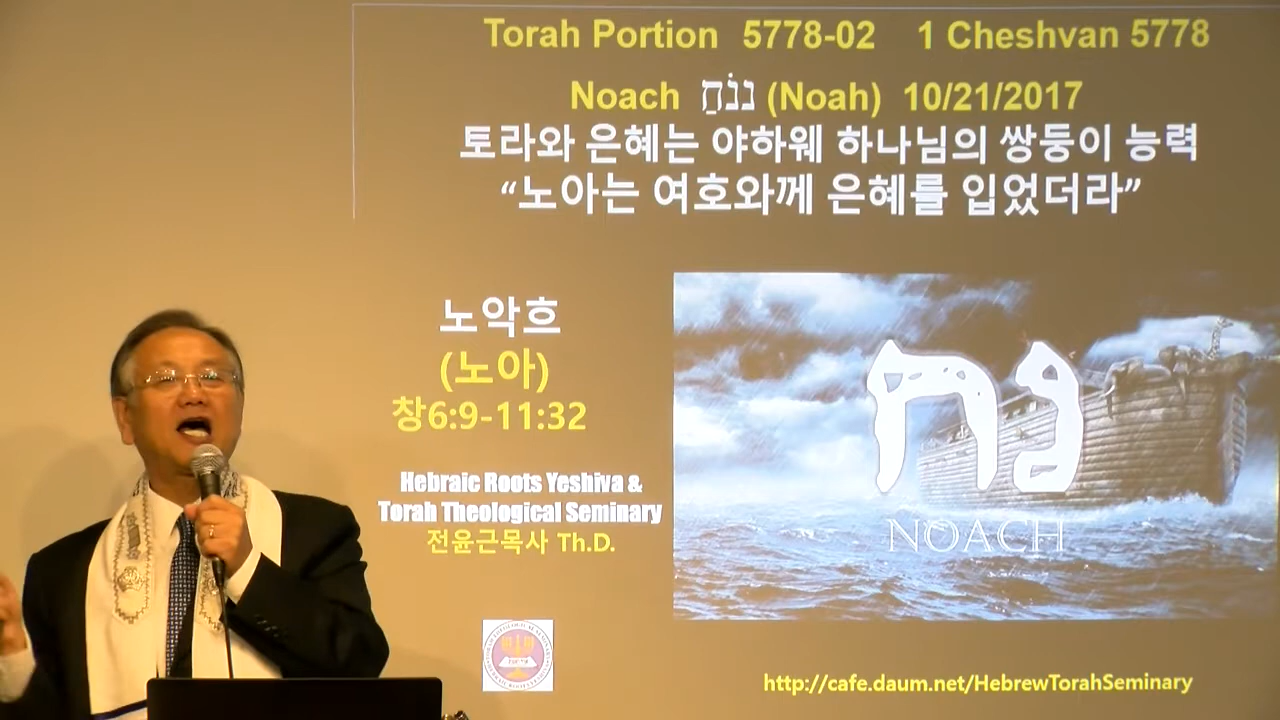 Torah Portion 5778-02 1 Cheshvan 5778
Noach ננֹחַ (Noah) 10/21/2017
토라와 은혜는 야하웨 하나님의 쌍둥이 능력
“노아는 여호와께 은혜를 입었더라”
노악흐
(노아)
창6:9-11:32
Hebraic Roots Yeshiva &
Torah Theological Seminary
전윤근목사 Th.D.
נח
NOACH
http://cafe.daum.net/HebrewTorahSeminary